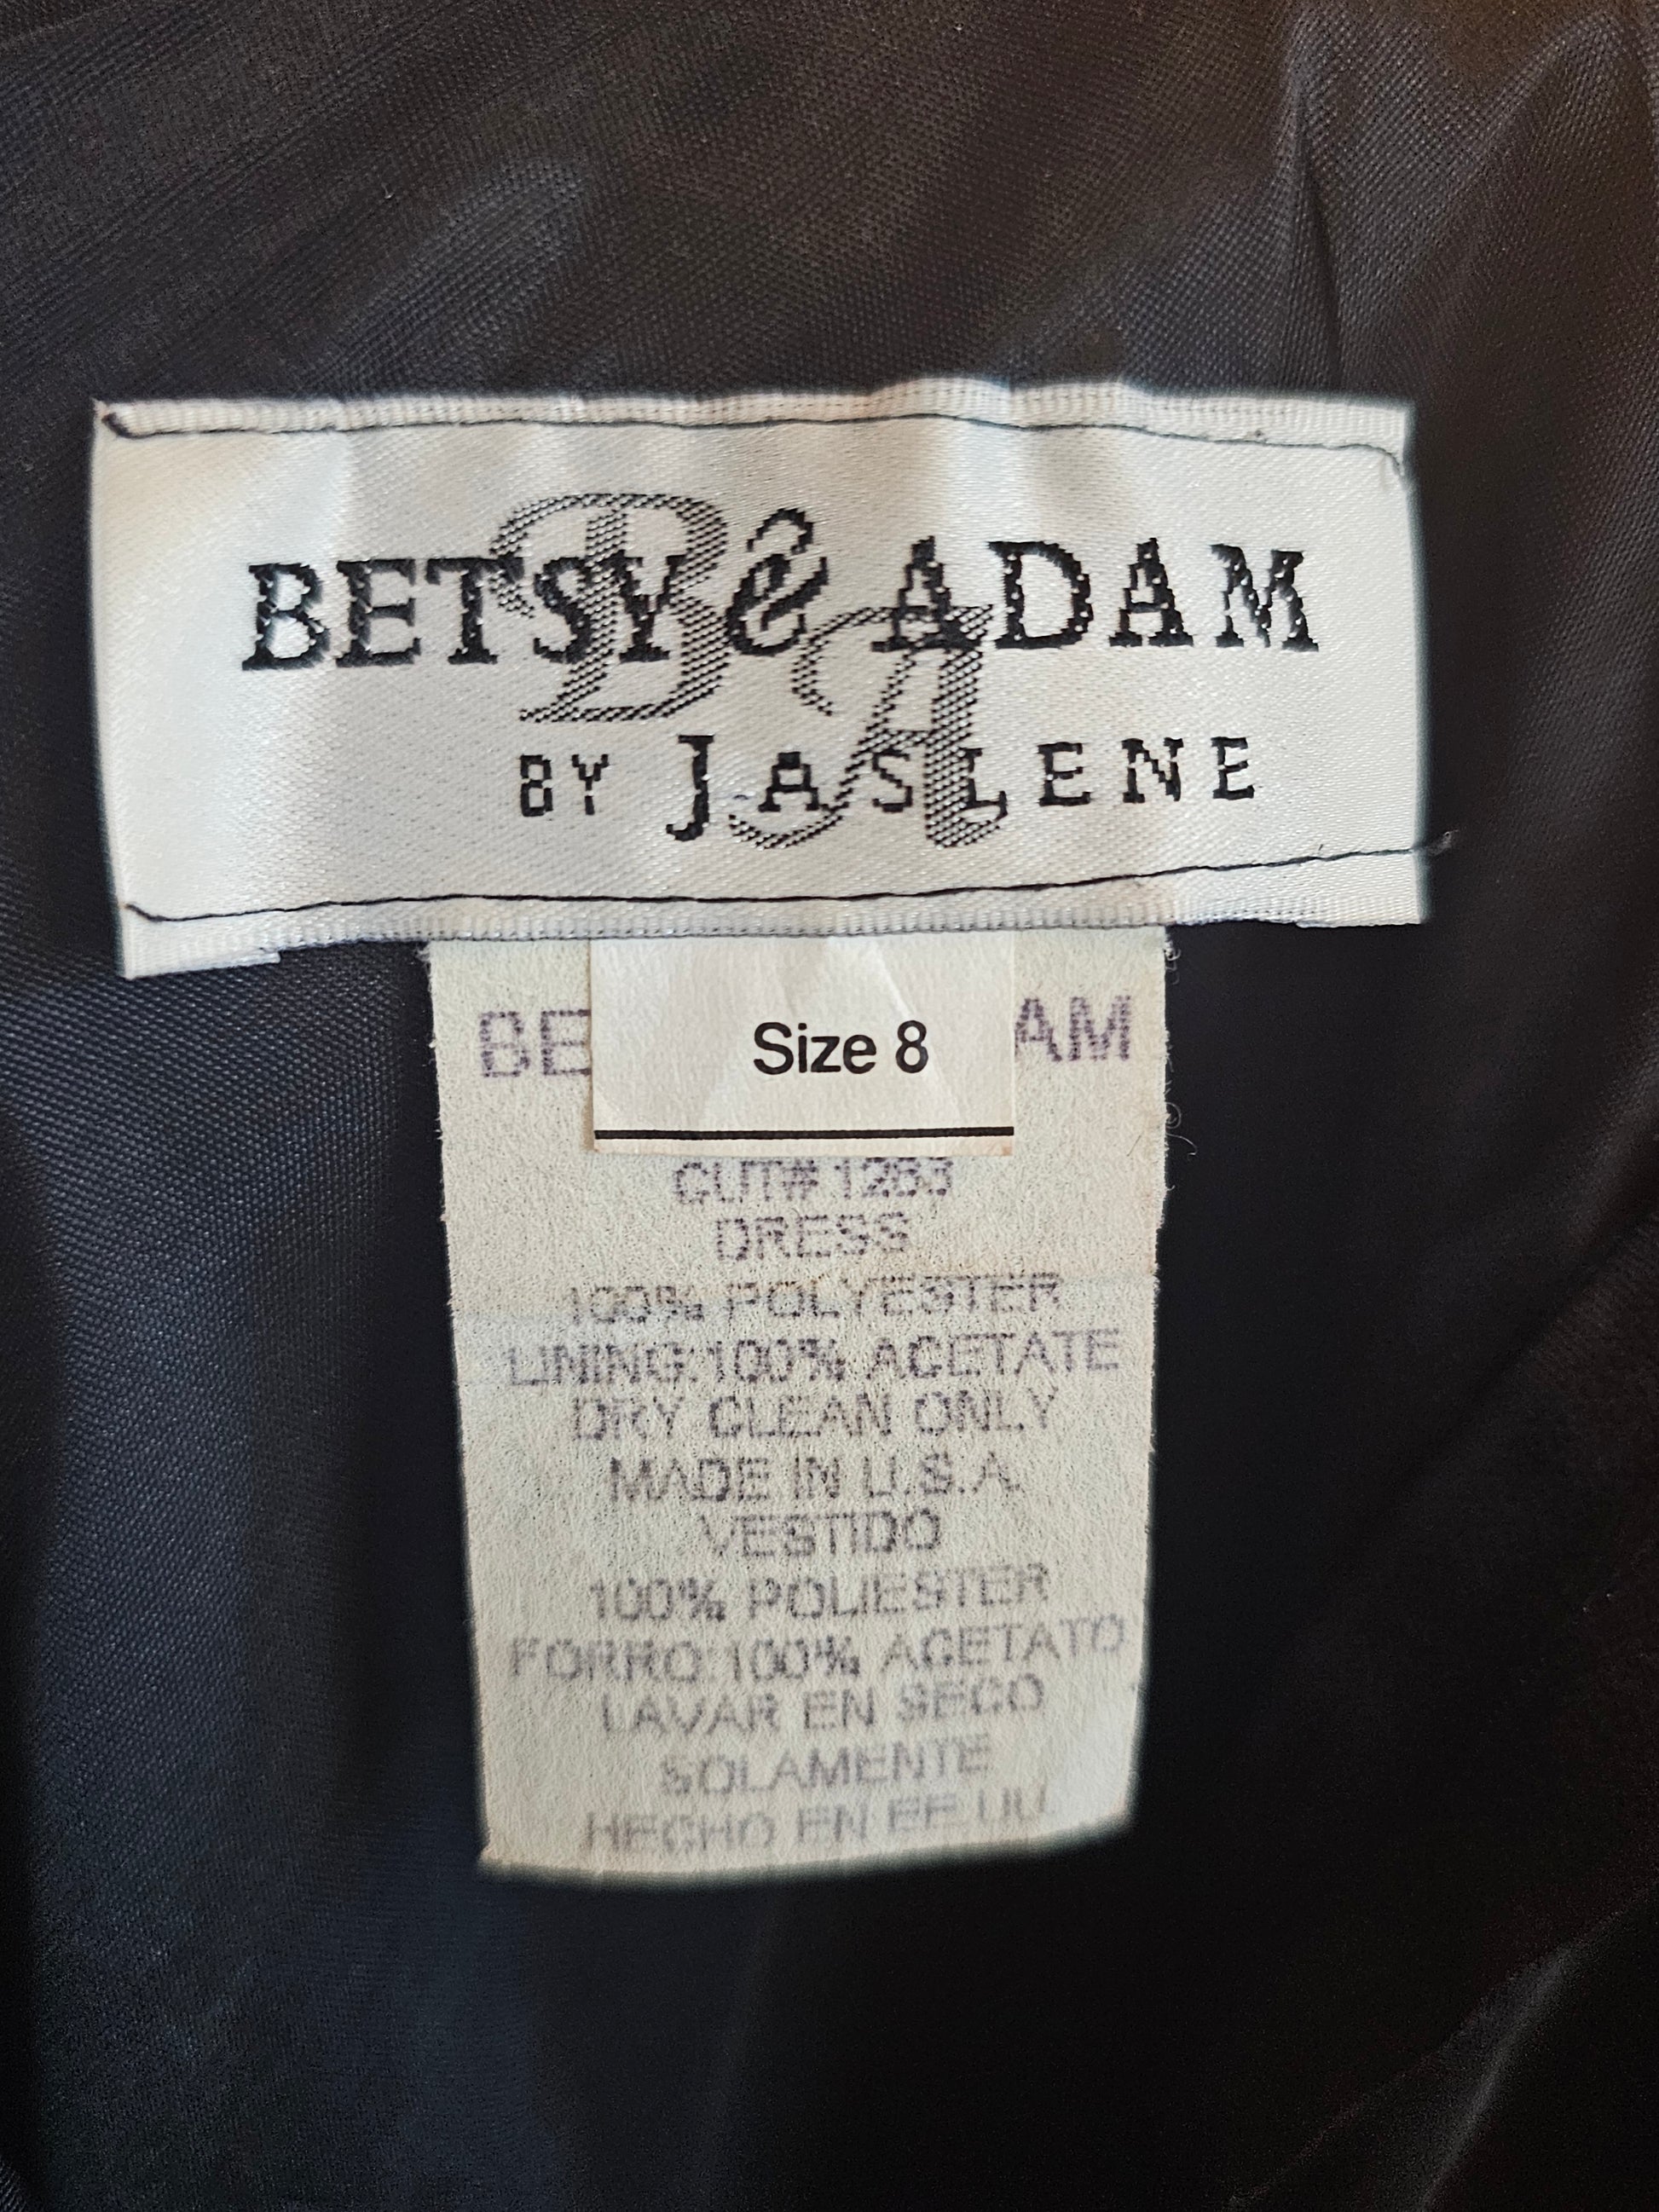 BETSY & ADAM
BA
BY JASLENE
Size 8
BE AM
CUT# 1283
DRESS
100% POLYESTER
LINING:100% ACETATE
DRY CLEAN ONLY
MADE IN U.S.A.
VESTIDO
100% POLIESTER
FORRO:100% ACETATO
LAVAR EN SECO
SOLAMENTE
HECHO EN EE.UU.